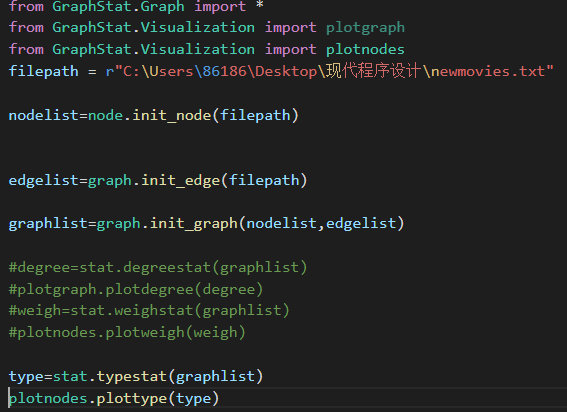 from GraphStat.Graph import *
from GraphStat.Visualization import plotgraph
from GraphStat.Visualization import plotnodes
filepath = r"C:\Users\86186\Desktop\现代程序设计\newmovies.txt"
nodelist=node.init_node(filepath)
edgelist=graph.init_edge(filepath)
graphlist=graph.init_graph(nodelist,edgelist)
#degree=stat.degreestat(graphlist)
#plotgraph.plotdegree(degree)
#weigh=stat.weighstat(graphlist)
#plotnodes.plotweigh(weigh)
type=stat.typestat(graphlist)
plotnodes.plottype(type)